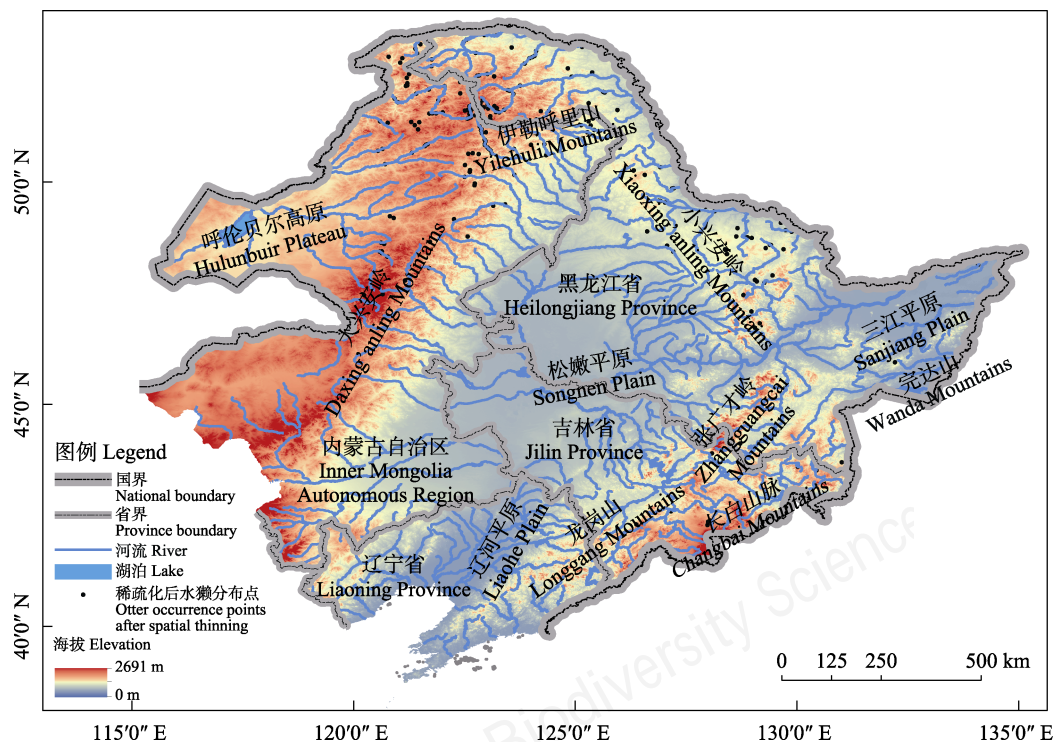 伊勒呼里山
Yilehuli Mountains
呼伦贝尔高原
Hulunbuir Plateau
小兴安岭
Xiaoxing'anling Mountains
大兴安岭
Daxing'anling Mountains
黑龙江省
Heilongjiang Province
三江平原
Sanjiang Plain
完达山
Wanda Mountains
松嫩平原
Songnen Plain
张广才岭
Zhangguangcai
Mountains
吉林省
Jilin Province
内蒙古自治区
Inner Mongolia
Autonomous Region
长白山脉
Changbai Mountains
龙岗山
Longgang Mountains
辽河平原
Liaohe Plain
辽宁省
Liaoning Province
图例 Legend
国界
National boundary
省界
Province boundary
河流 River
湖泊 Lake
稀疏化后水獭分布点
Otter occurrence points
after spatial thinning
海拔 Elevation
2691 m
0 m
50°0′0″ N
45°0′0″ N
40°0′0″ N
115°0′0″ E
120°0′0″ E
125°0′0″ E
130°0′0″ E
135°0′0″ E
0 125 250 500 km
Biodiversity Science